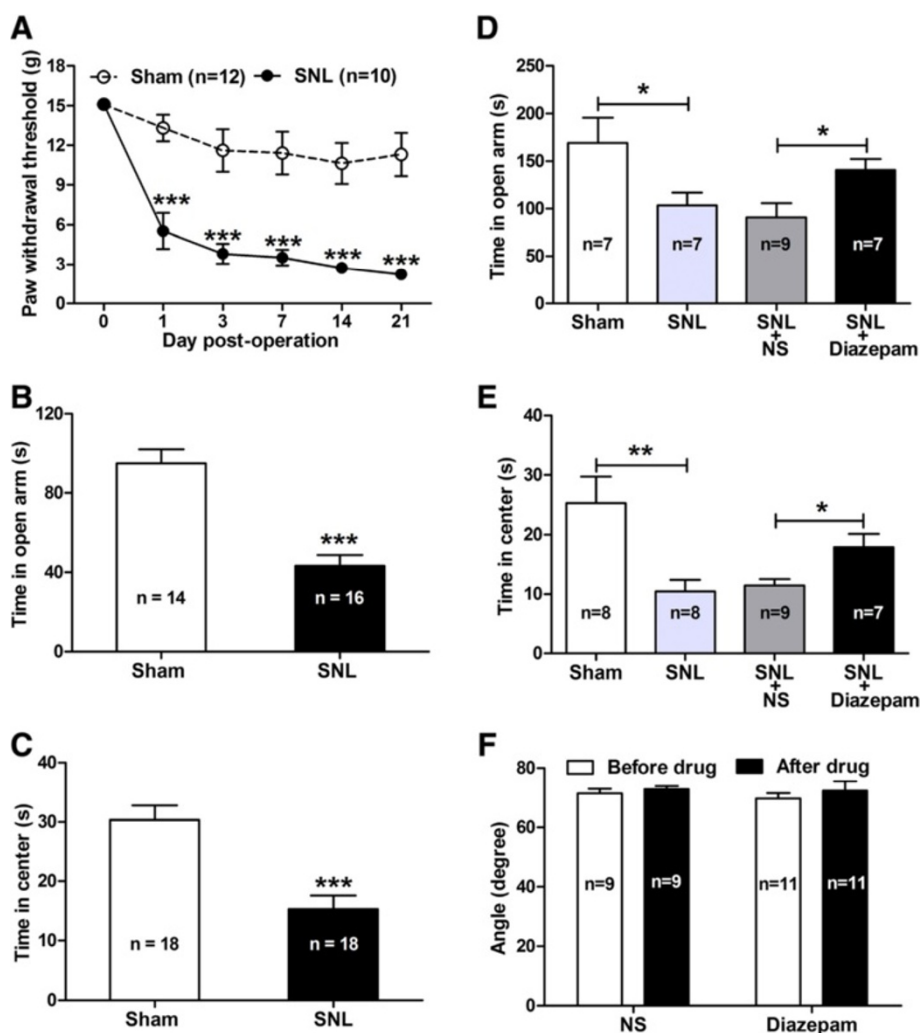 A
Paw withdrawal threshold (g)
18
15
12
9
6
3
0
Sham (n=12) SNL (n=10)
***
***
***
***
***
0 1 3 7 14 21
Day post-operation
B
Time in open arm (s)
120
80
40
0
n = 14
***
n = 16
Sham SNL
C
Time in center (s)
40
30
20
10
0
n = 18
***
n = 18
Sham SNL
D
Time in open arm (s)
250
200
150
100
50
0
*
*
n=7 n=7 n=9 n=7
Sham SNL SNL SNL
+ +
NS Diazepam
E
Time in center (s)
40
30
20
10
0
**
*
n=8 n=8 n=9 n=7
Sham SNL SNL SNL
+ +
NS Diazepam
F
Angle (degree)
80
60
40
20
0
Before drug After drug
n=9 n=9 n=11 n=11
NS Diazepam